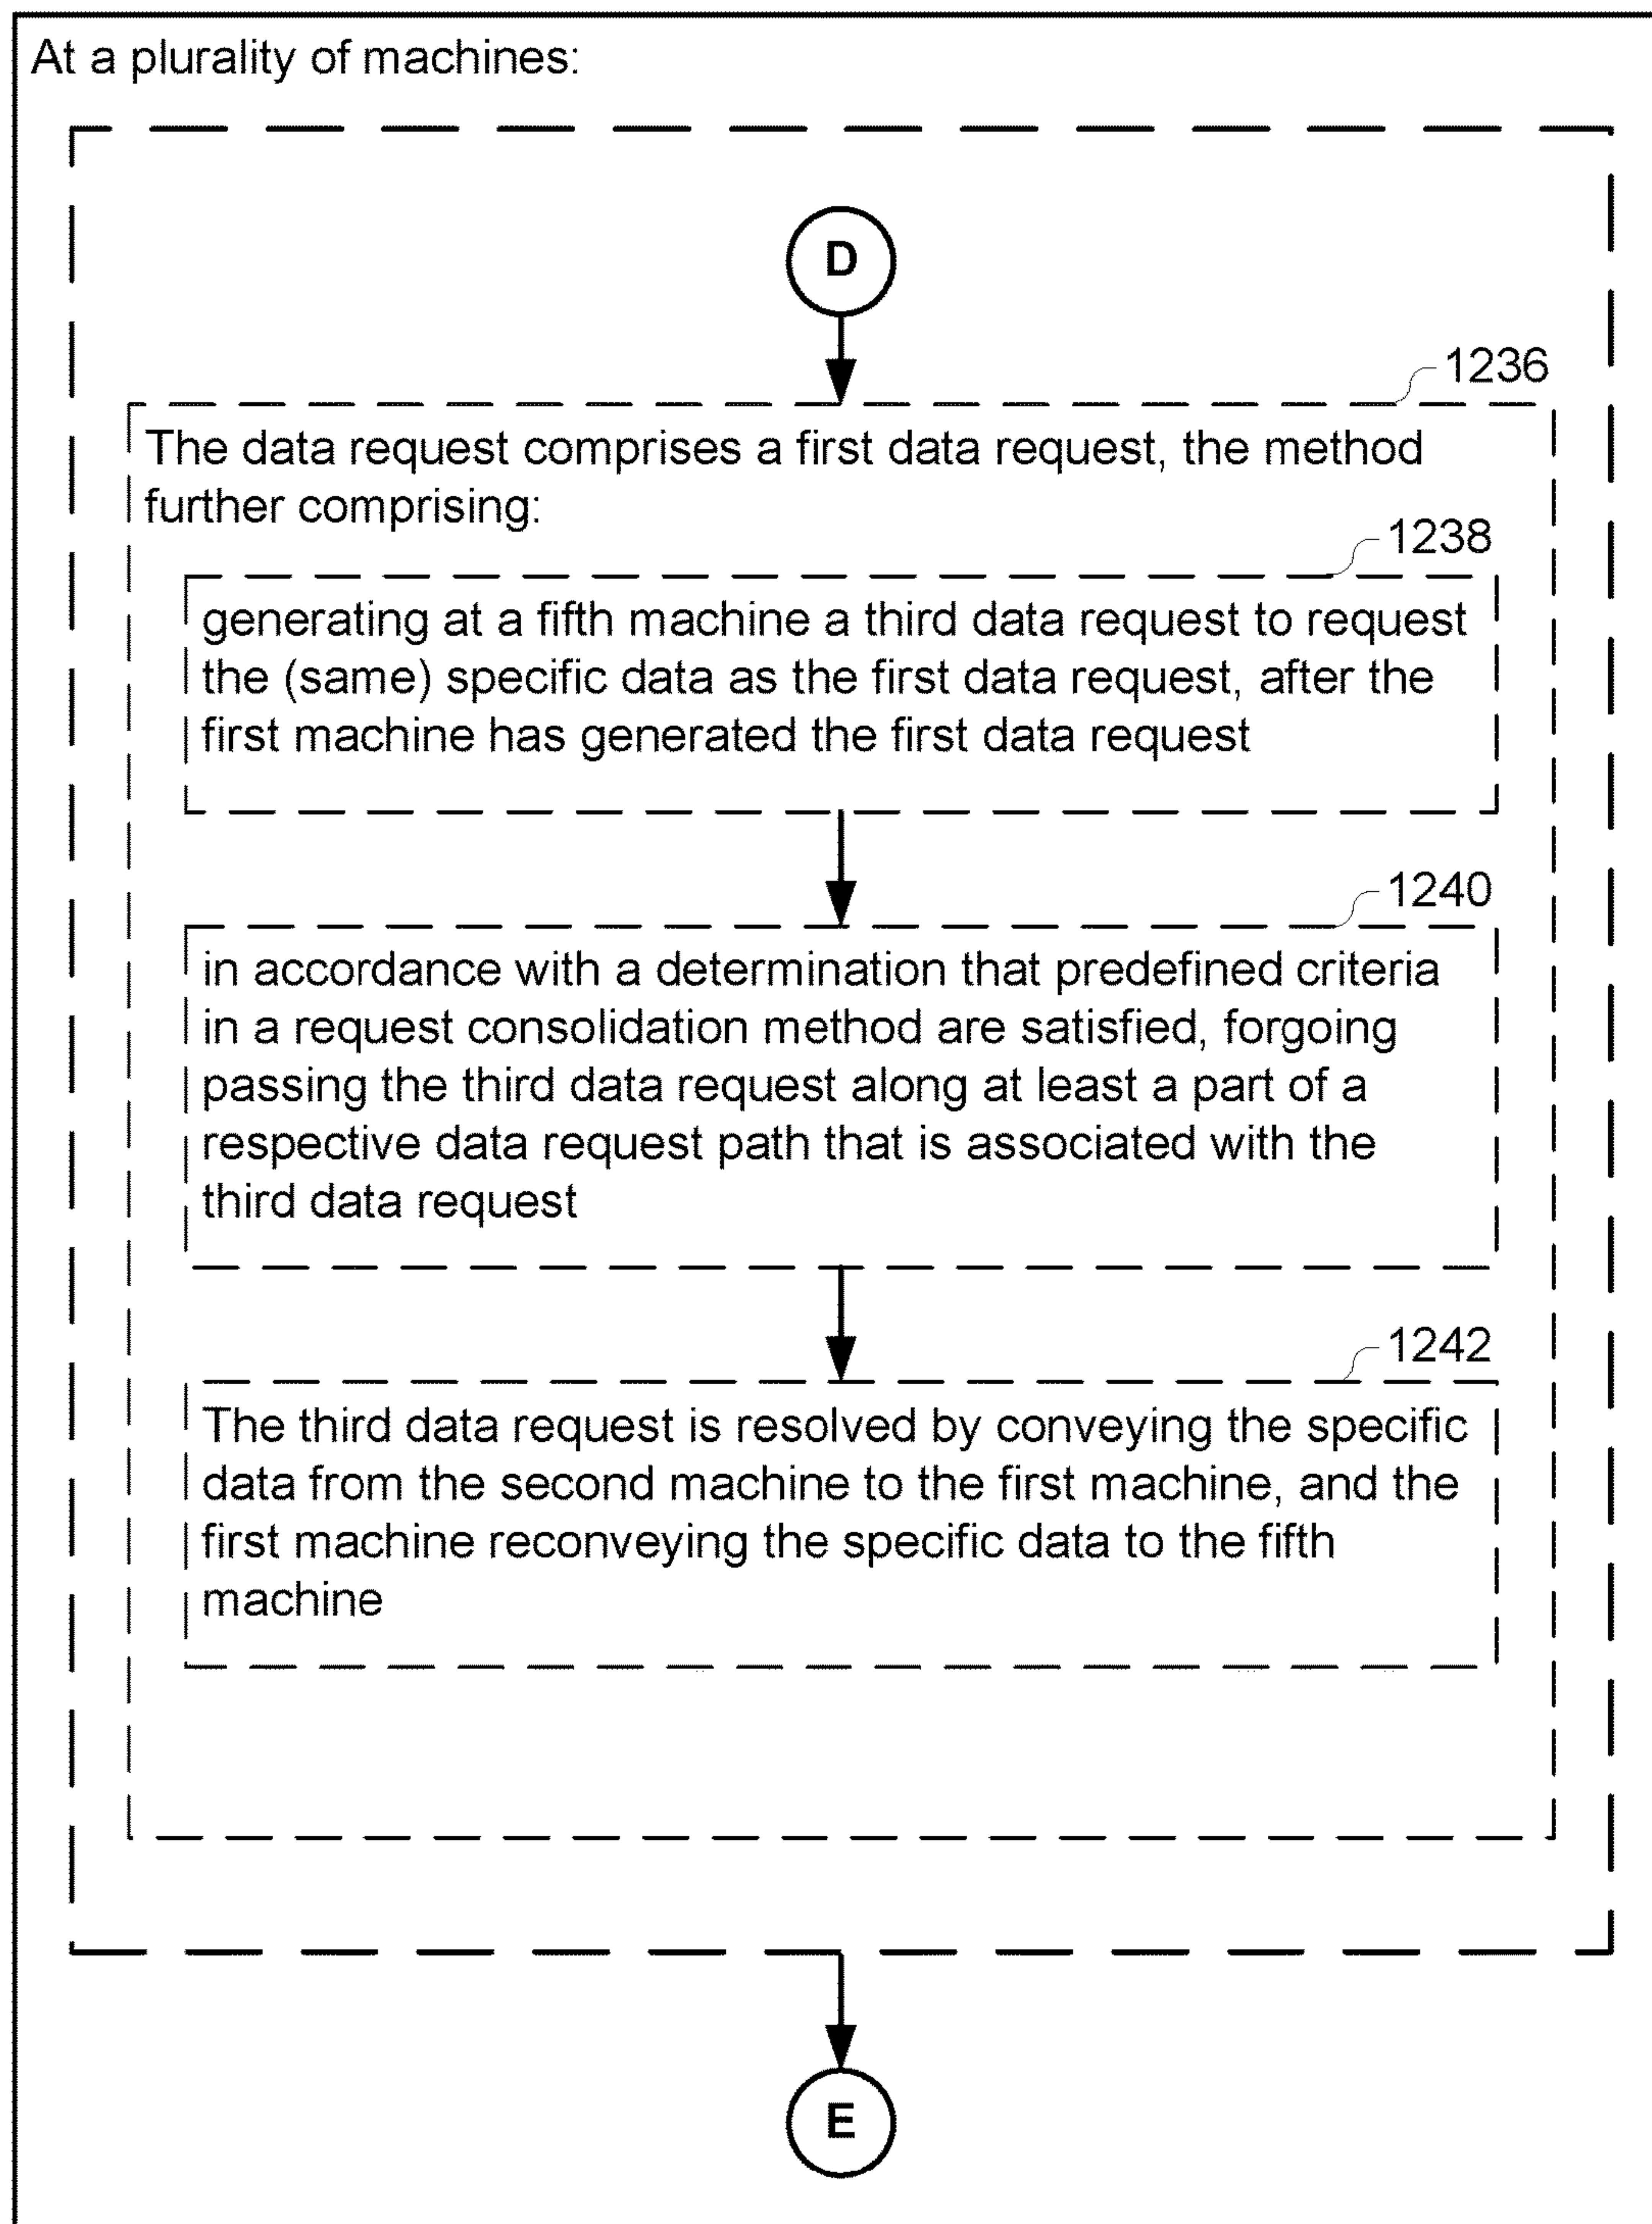 At a plurality of machines:
D
1236
The data request comprises a first data request, the method
further comprising:
1238
generating at a fifth machine a third data request to request
the (same) specific data as the first data request, after the
first machine has generated the first data request
1240
in accordance with a determination that predefined criteria
in a request consolidation method are satisfied, forgoing
passing the third data request along at least a part of a
respective data request path that is associated with the
third data request
1242
The third data request is resolved by conveying the specific
data from the second machine to the first machine, and the
first machine reconveying the specific data to the fifth
machine
E